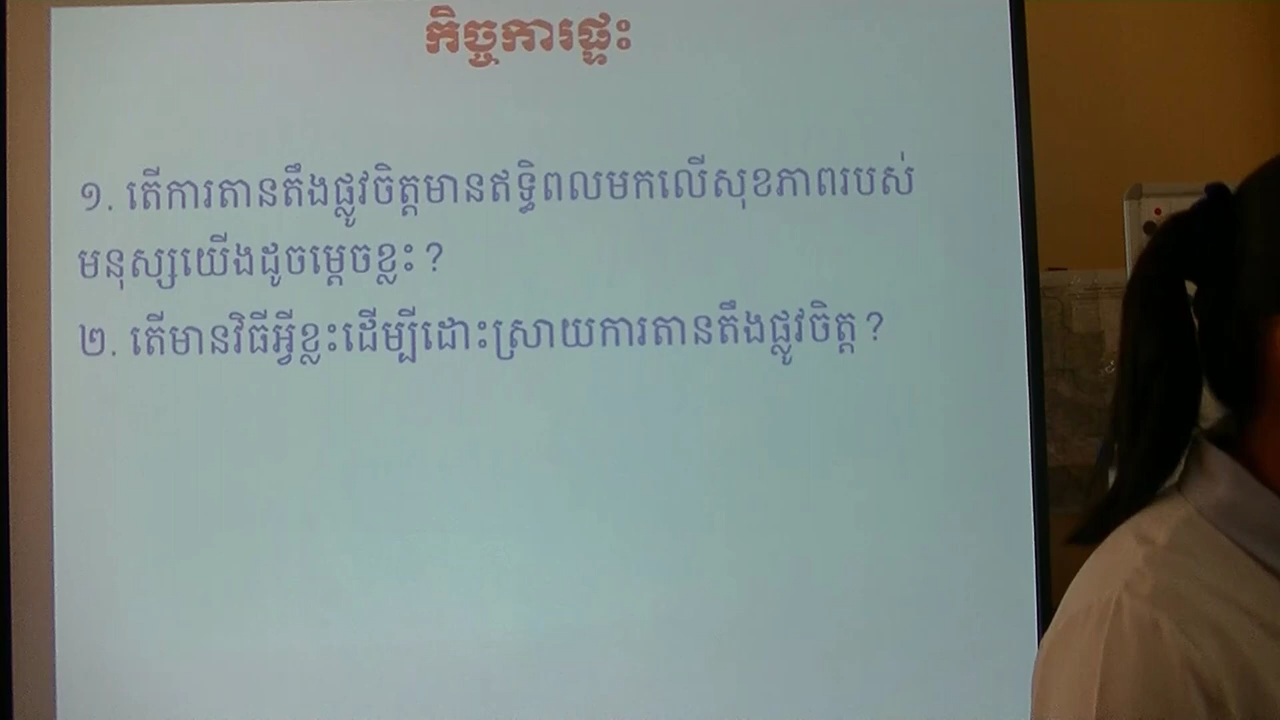 កិច្ចការផ្ទះ
១. តើការតានតឹងផ្លូវចិត្តមានឥទ្ធិពលមកលើសុខភាពរបស់
មនុស្សយើងដូចម្ដេចខ្លះ ?
២. តើមានវិធីអ្វីខ្លះដើម្បីដោះស្រាយការតានតឹងផ្លូវចិត្ត ?